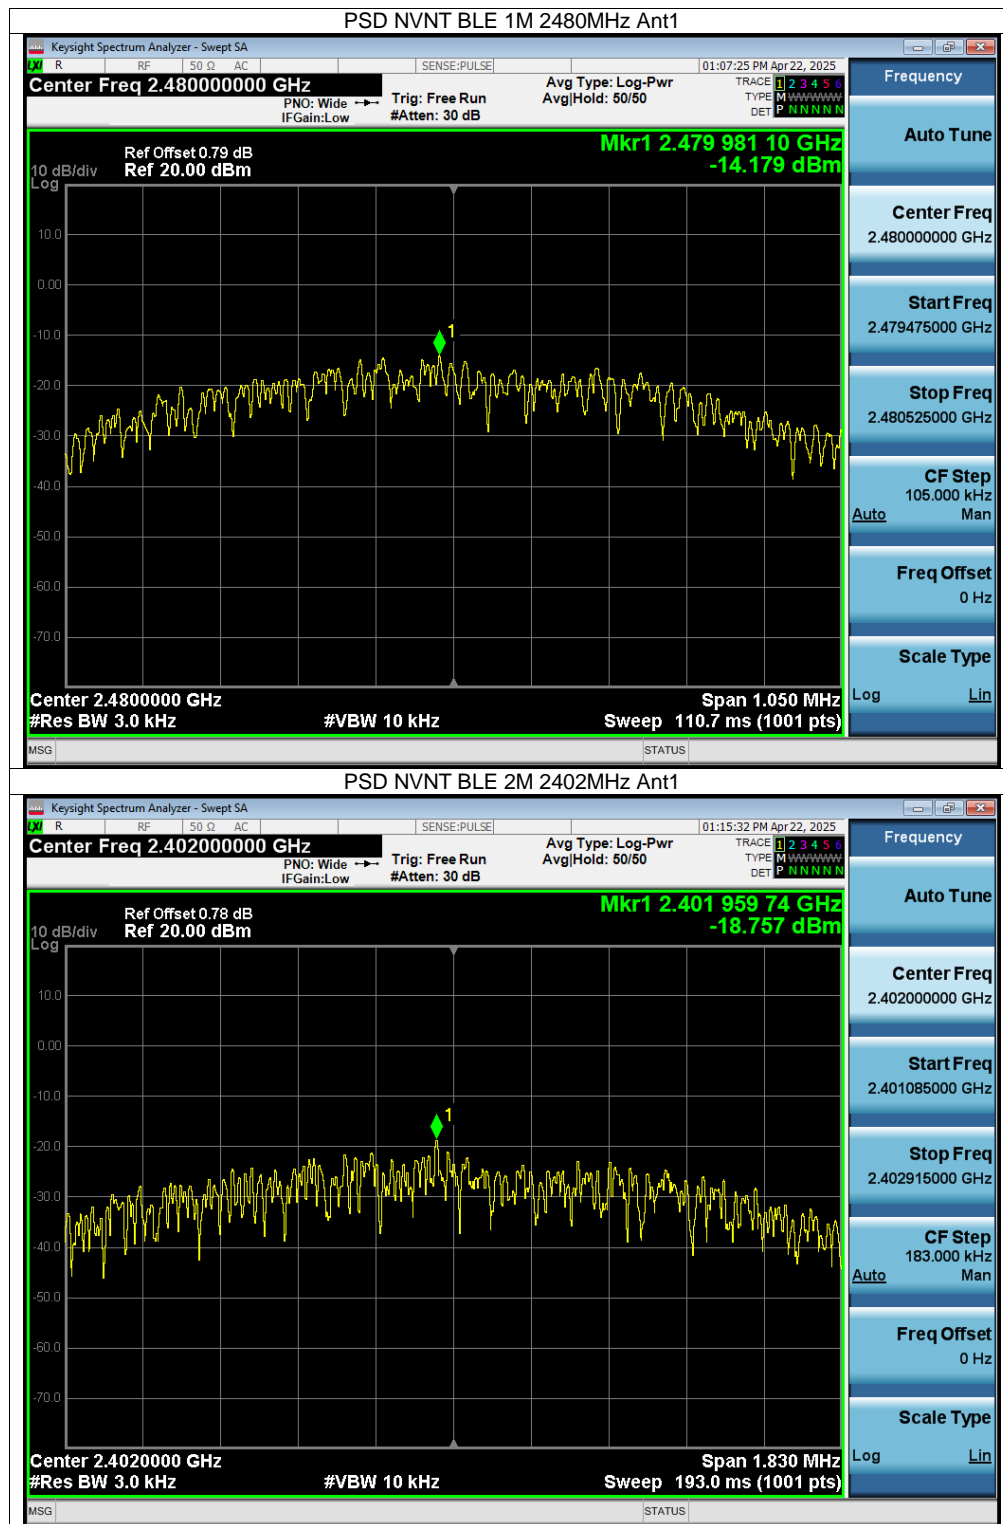 PSD NVNT BLE 1M 2480MHz Ant1
Keysight Spectrum Analyzer - Swept SA
LXI R RF 50 Ω AC SENSE:PULSE 01:07:25 PM Apr 22, 2025
Center Freq 2.480000000 GHz
PNO: Wide
IFGain:Low
Trig: Free Run
#Atten: 30 dB
Avg Type: Log-Pwr
Avg|Hold: 50/50
TRACE 1 2 3 4 5 6
TYPE M W W W W W
DET P N N N N N
Mkr1 2.479 981 10 GHz
-14.179 dBm
Ref Offset 0.79 dB
10 dB/div Ref 20.00 dBm
Log
10.0
0.00
-10.0
-20.0
-30.0
-40.0
-50.0
-60.0
-70.0
1
Center 2.4800000 GHz Span 1.050 MHz
#Res BW 3.0 kHz #VBW 10 kHz Sweep 110.7 ms (1001 pts)
MSG STATUS
Frequency
Auto Tune
Center Freq
2.480000000 GHz
Start Freq
2.479475000 GHz
Stop Freq
2.480525000 GHz
CF Step
105.000 kHz
Auto Man
Freq Offset
0 Hz
Scale Type
Log Lin
PSD NVNT BLE 2M 2402MHz Ant1
Keysight Spectrum Analyzer - Swept SA
LXI R RF 50 Ω AC SENSE:PULSE 01:15:32 PM Apr 22, 2025
Center Freq 2.402000000 GHz
PNO: Wide
IFGain:Low
Trig: Free Run
#Atten: 30 dB
Avg Type: Log-Pwr
Avg|Hold: 50/50
TRACE 1 2 3 4 5 6
TYPE M W W W W W
DET P N N N N N
Mkr1 2.401 959 74 GHz
-18.757 dBm
Ref Offset 0.78 dB
10 dB/div Ref 20.00 dBm
Log
10.0
0.00
-10.0
-20.0
-30.0
-40.0
-50.0
-60.0
-70.0
1
Center 2.4020000 GHz Span 1.830 MHz
#Res BW 3.0 kHz #VBW 10 kHz Sweep 193.0 ms (1001 pts)
MSG STATUS
Frequency
Auto Tune
Center Freq
2.402000000 GHz
Start Freq
2.401085000 GHz
Stop Freq
2.402915000 GHz
CF Step
183.000 kHz
Auto Man
Freq Offset
0 Hz
Scale Type
Log Lin